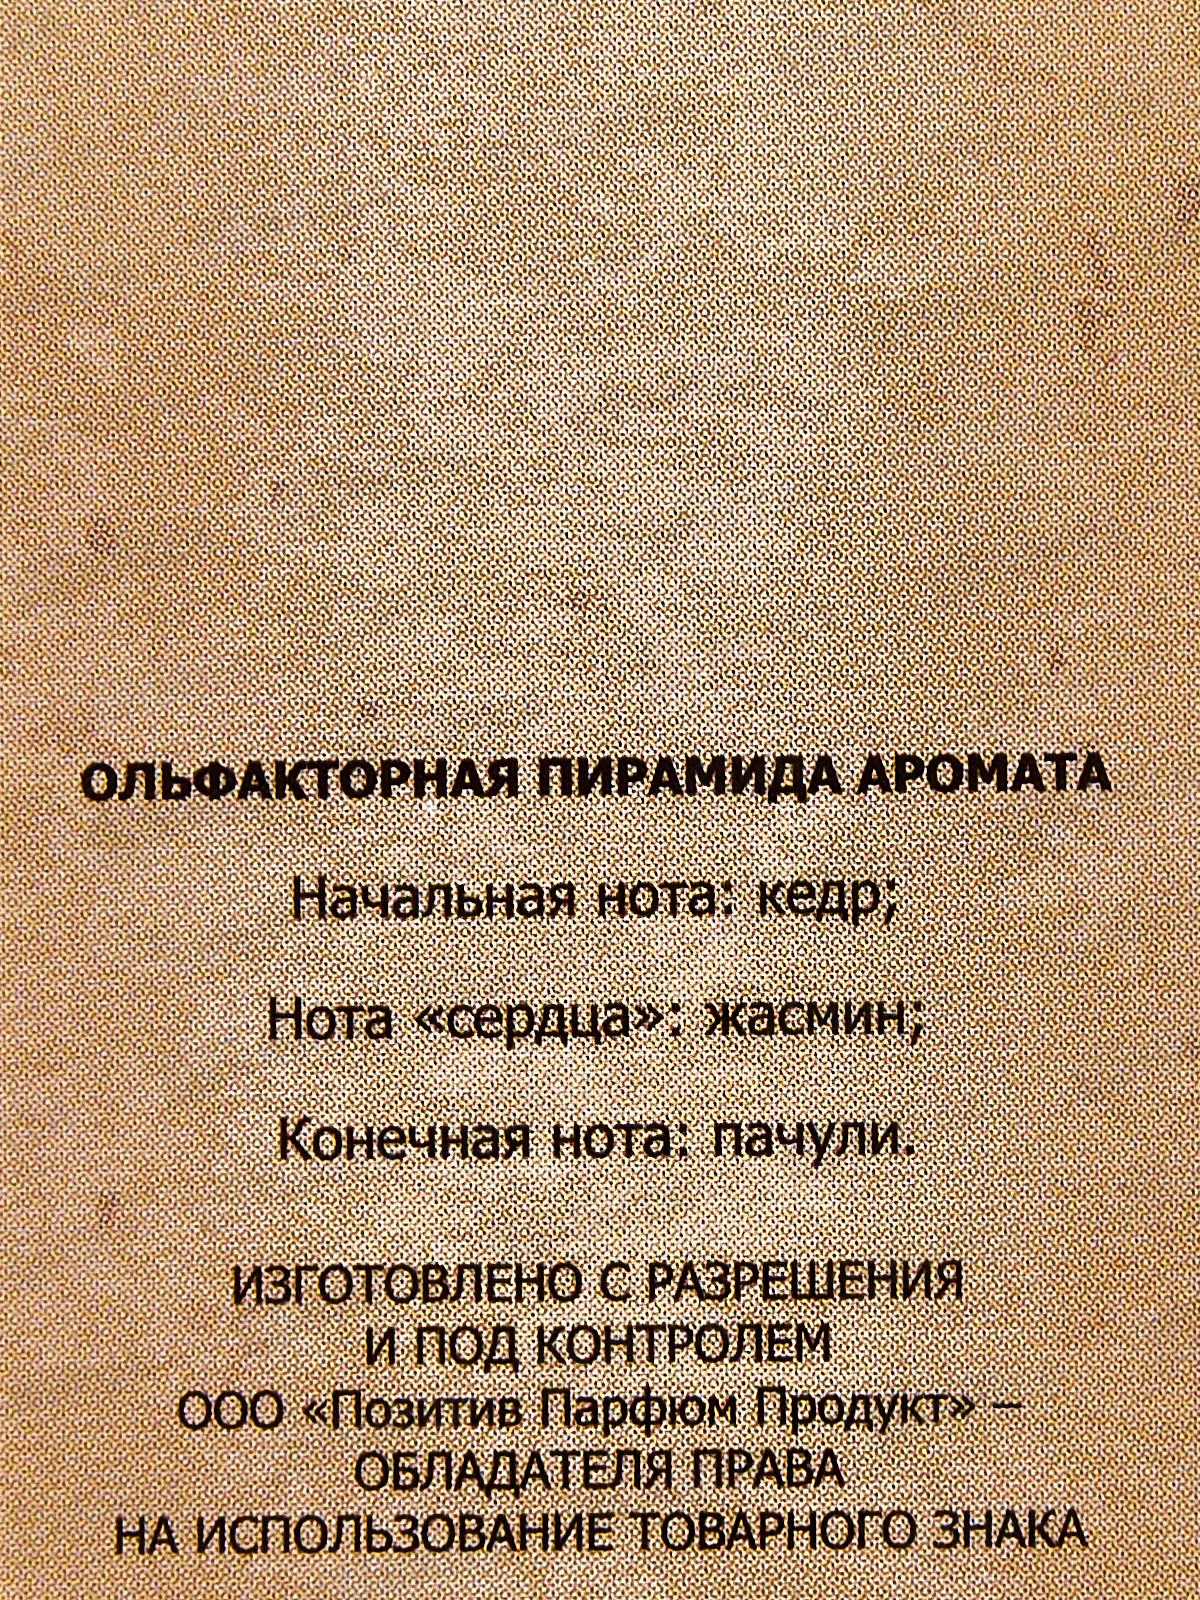 ОЛЬФАКТОРНАЯ ПИРАМИДА АРОМАТА
Начальная нота: кедр;
Нота «сердца»: жасмин;
Конечная нота: пачули.
ИЗГОТОВЛЕНО С РАЗРЕШЕНИЯ
И ПОД КОНТРОЛЕМ
ООО «Позитив Парфюм Продукт» –
ОБЛАДАТЕЛЯ ПРАВА
НА ИСПОЛЬЗОВАНИЕ ТОВАРНОГО ЗНАКА